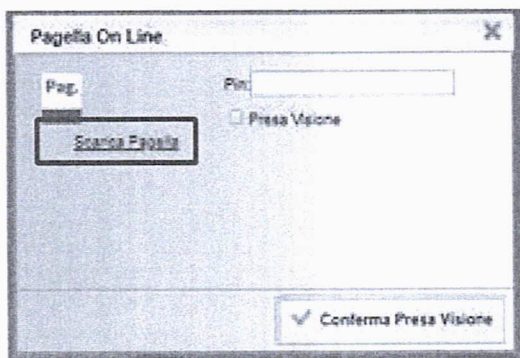 Pagella On Line
Pag.
Pin:
Presa Visione
Scarica Pagella
Conferma Presa Visione